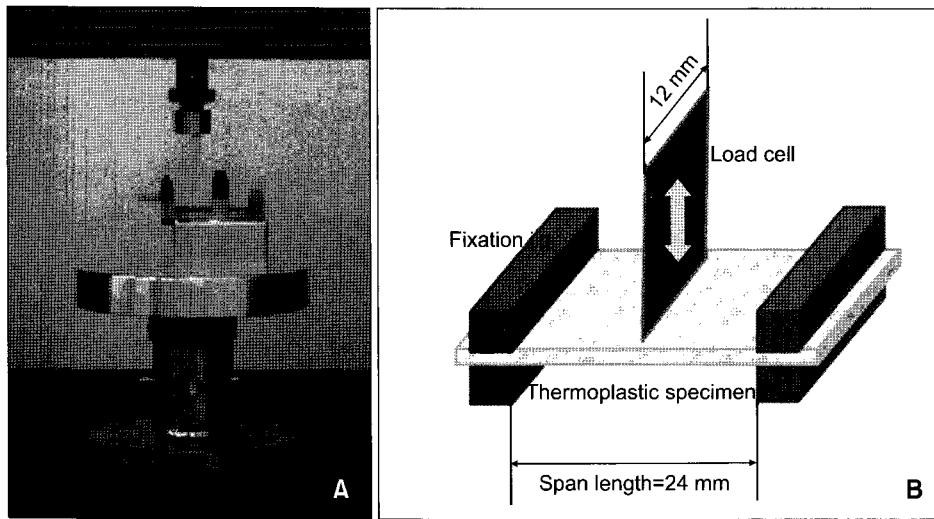 A
12 mm
Load cell
Fixation
Thermoplastic specimen
Span length=24 mm
B